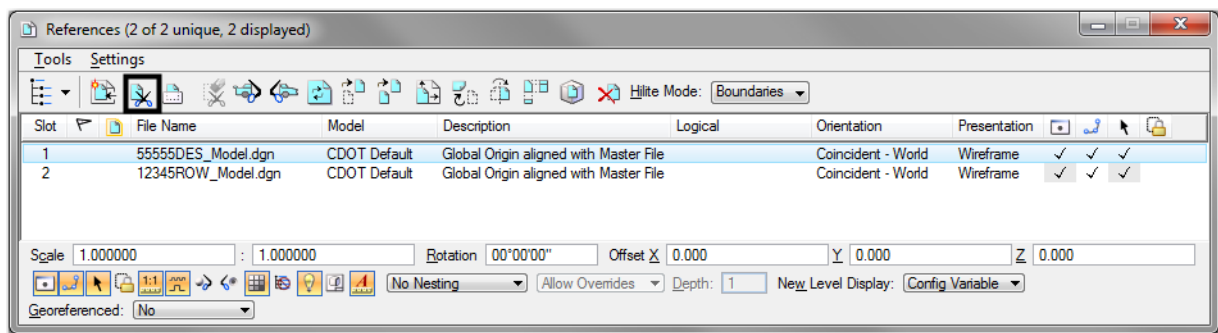 References (2 of 2 unique, 2 displayed)
Tools Settings
Hilite Mode: Boundaries
Slot File Name Model Description Logical Orientation Presentation
1 55555DES_Model.dgn CDOT Default Global Origin aligned with Master File Coincident - World Wireframe ✓ ✓ ✓
2 12345ROW_Model.dgn CDOT Default Global Origin aligned with Master File Coincident - World Wireframe ✓ ✓ ✓
Scale 1.000000 : 1.000000 Rotation 00°00'00" Offset X 0.000 Y 0.000 Z 0.000
1:1 A No Nesting Allow Overrides Depth: 1 New Level Display: Config Variable
Georeferenced: No